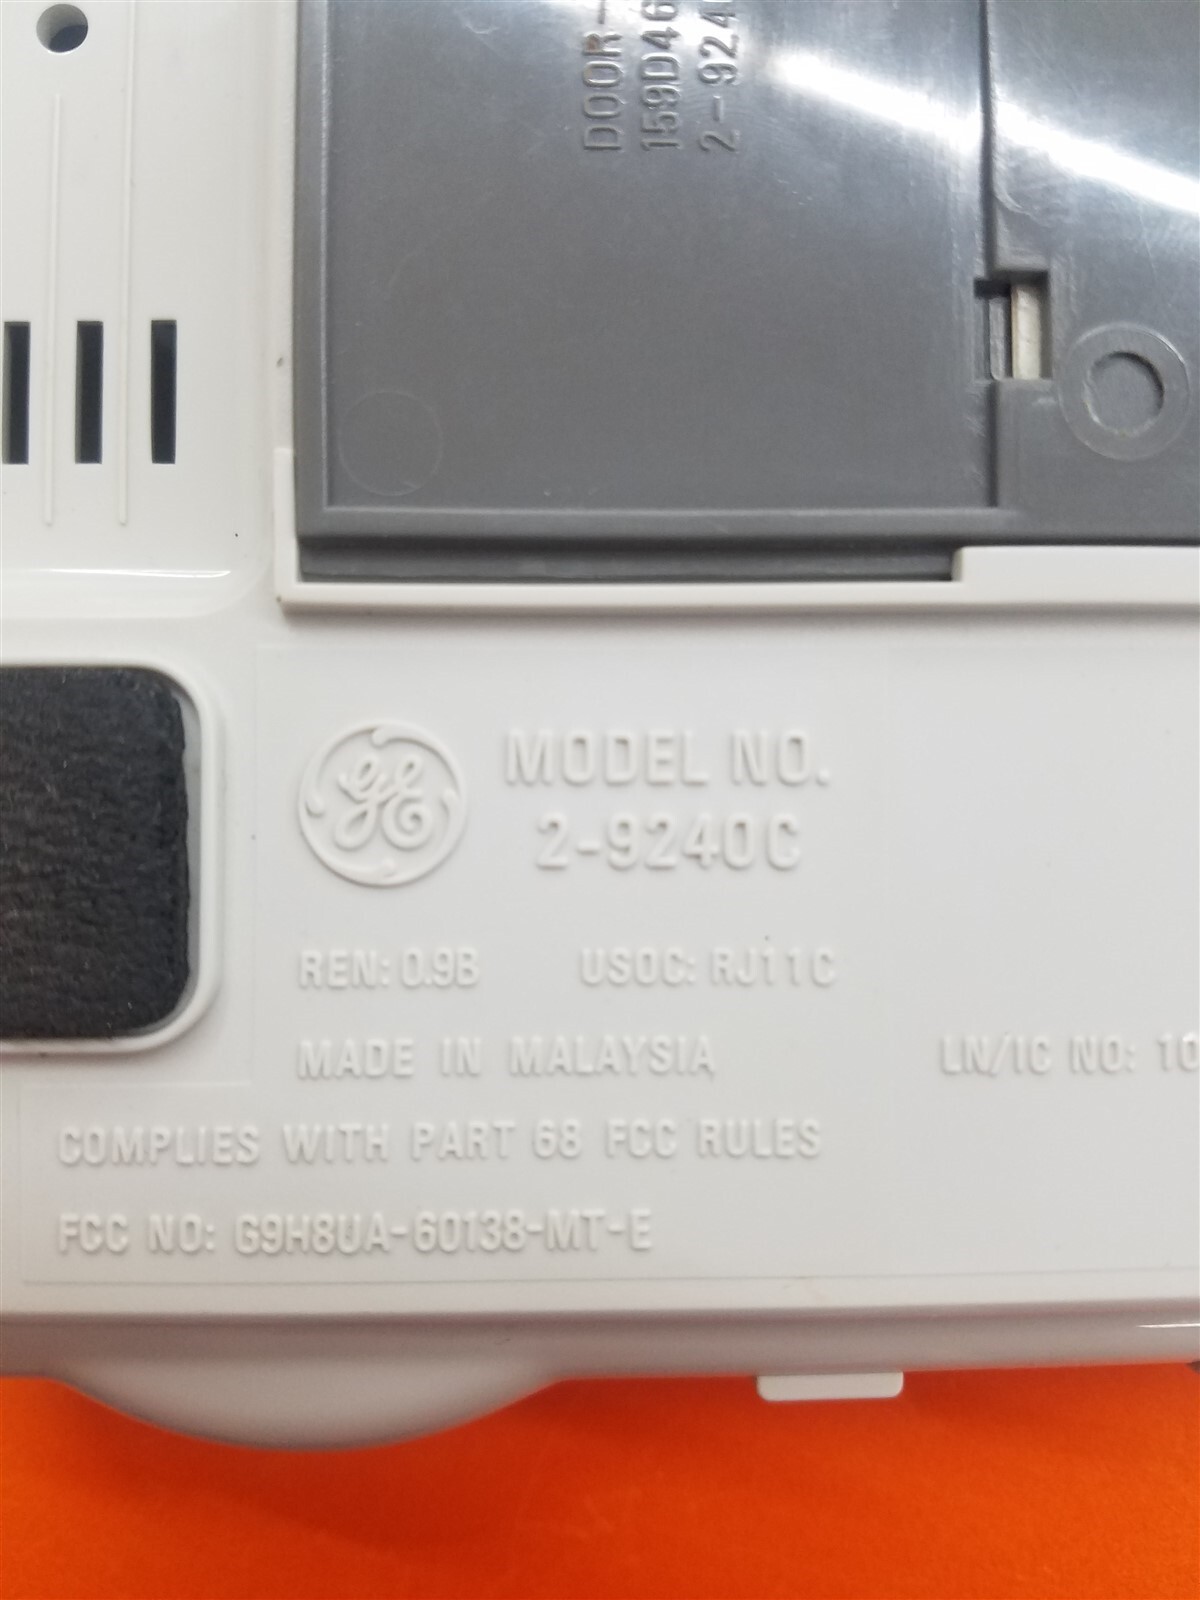 DOOR-
159D46
2-924
GE
MODEL NO.
2-9240C
REN: 0.9B USOC: RJ11C
MADE IN MALAYSIA LN/IC NO: 10
COMPLIES WITH PART 68 FCC RULES
FCC NO: G9H8UA-60138-MT-E